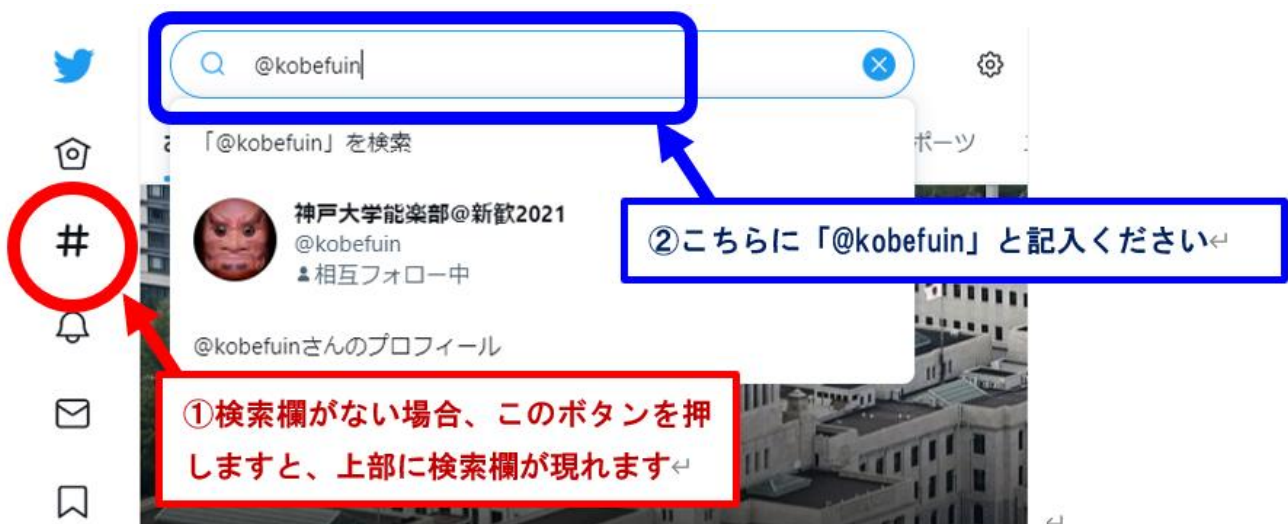 @kobefuin
「@kobefuin」を検索
ポーツ
神戸大学能楽部@新歓2021
@kobefuin
相互フォロー中
②こちらに「@kobefuin」と記入ください↵
@kobefuinさんのプロフィール
①検索欄がない場合、このボタンを押
しますと、上部に検索欄が現れます↵
↵